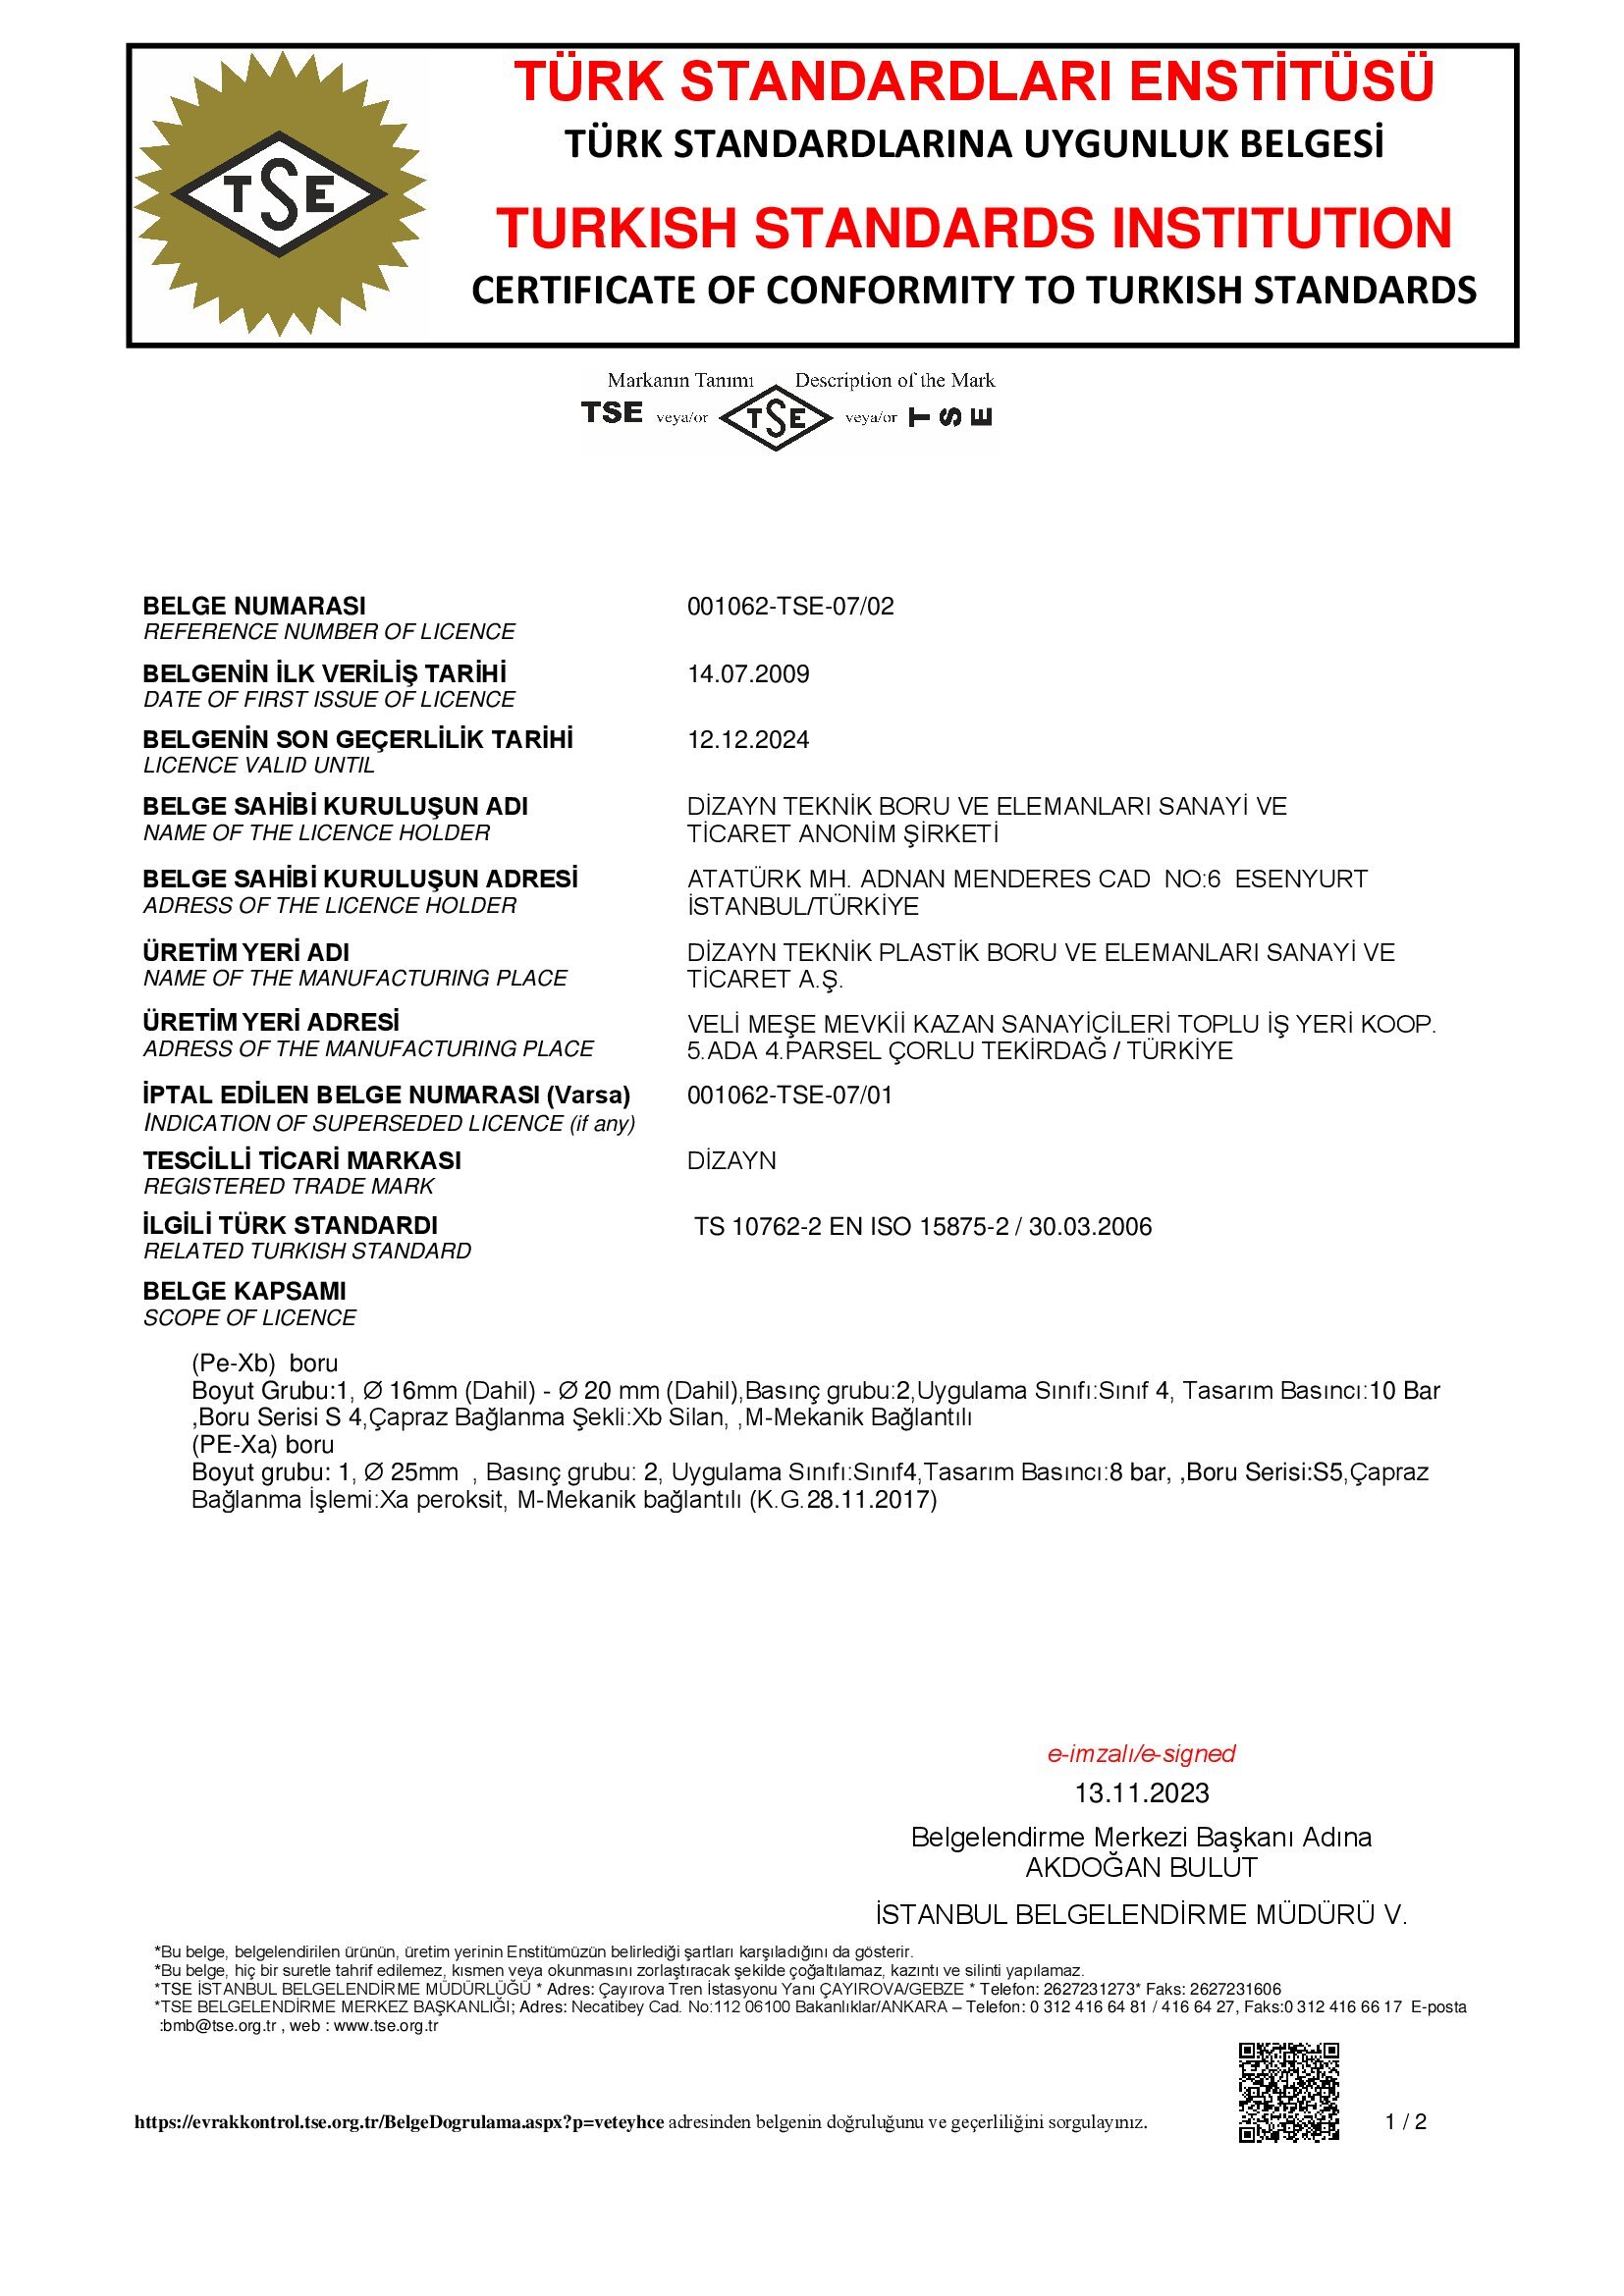 TSE
TÜRK STANDARDLARI ENSTİTÜSÜ
TÜRK STANDARDLARINA UYGUNLUK BELGESİ
TURKISH STANDARDS INSTITUTION
CERTIFICATE OF CONFORMITY TO TURKISH STANDARDS
Markanın Tanımı Description of the Mark
TSE veya/or TSE veya/or TSE
BELGE NUMARASI 001062-TSE-07/02
REFERENCE NUMBER OF LICENCE
BELGENİN İLK VERİLİŞ TARİHİ 14.07.2009
DATE OF FIRST ISSUE OF LICENCE
BELGENİN SON GEÇERLİLİK TARİHİ 12.12.2024
LICENCE VALID UNTIL
BELGE SAHİBİ KURULUŞUN ADI DİZAYN TEKNİK BORU VE ELEMANLARI SANAYİ VE
NAME OF THE LICENCE HOLDER TİCARET ANONİM ŞİRKETİ
BELGE SAHİBİ KURULUŞUN ADRESİ ATATÜRK MH. ADNAN MENDERES CAD NO:6 ESENYURT
ADRESS OF THE LICENCE HOLDER İSTANBUL/TÜRKİYE
ÜRETİM YERİ ADI DİZAYN TEKNİK PLASTİK BORU VE ELEMANLARI SANAYİ VE
NAME OF THE MANUFACTURING PLACE TİCARET A.Ş.
ÜRETİM YERİ ADRESİ VELİ MEŞE MEVKİİ KAZAN SANAYİCİLERİ TOPLU İŞ YERİ KOOP.
ADRESS OF THE MANUFACTURING PLACE 5.ADA 4.PARSEL ÇORLU TEKİRDAĞ / TÜRKİYE
İPTAL EDİLEN BELGE NUMARASI (Varsa) 001062-TSE-07/01
İNDICATION OF SUPERSEDED LICENCE (if any)
TESCİLLİ TİCARİ MARKASI DİZAYN
REGISTERED TRADE MARK
İLGİLİ TÜRK STANDARDI TS 10762-2 EN ISO 15875-2 / 30.03.2006
RELATED TURKISH STANDARD
BELGE KAPSAMI
SCOPE OF LICENCE
(Pe-Xb) boru
Boyut Grubu:1, Ø 16mm (Dahil) - Ø 20 mm (Dahil),Basınç grubu:2,Uygulama Sınıfı:Sınıf 4, Tasarım Basıncı:10 Bar
,Boru Serisi S 4,Çapraz Bağlanma Şekli:Xb Silan, ,M-Mekanik Bağlantılı
(PE-Xa) boru
Boyut grubu: 1, Ø 25mm , Basınç grubu: 2, Uygulama Sınıfı:Sınıf4,Tasarım Basıncı:8 bar, ,Boru Serisi:S5,Çapraz
Bağlanma İşlemi:Xa peroksit, M-Mekanik bağlantılı (K.G.28.11.2017)
e-imzalı/e-signed
13.11.2023
Belgelendirme Merkezi Başkanı Adına
AKDOĞAN BULUT
İSTANBUL BELGELENDİRME MÜDÜRÜ V.
*Bu belge, belgelendirilen ürünün, üretim yerinin Enstitümüzün belirlediği şartları karşıladığını da gösterir.
*Bu belge, hiç bir suretle tahrif edilemez, kısmen veya okunmasını zorlaştıracak şekilde çoğaltılamaz, kazıntı ve silinti yapılamaz.
*TSE İSTANBUL BELGELENDİRME MÜDÜRLÜĞÜ * Adres: Çayırova Tren İstasyonu Yanı ÇAYIROVA/GEBZE * Telefon: 2627231273* Faks: 2627231606
*TSE BELGELENDİRME MERKEZ BAŞKANLIĞI; Adres: Necatibey Cad. No:112 06100 Bakanlıklar/ANKARA – Telefon: 0 312 416 64 81 / 416 64 27, Faks:0 312 416 66 17 E-posta
:bmb@tse.org.tr , web : www.tse.org.tr
https://evrakkontrol.tse.org.tr/BelgeDogrulama.aspx?p=veteyhce adresinden belgenin doğruluğunu ve geçerliliğini sorgulayınız. 1 / 2